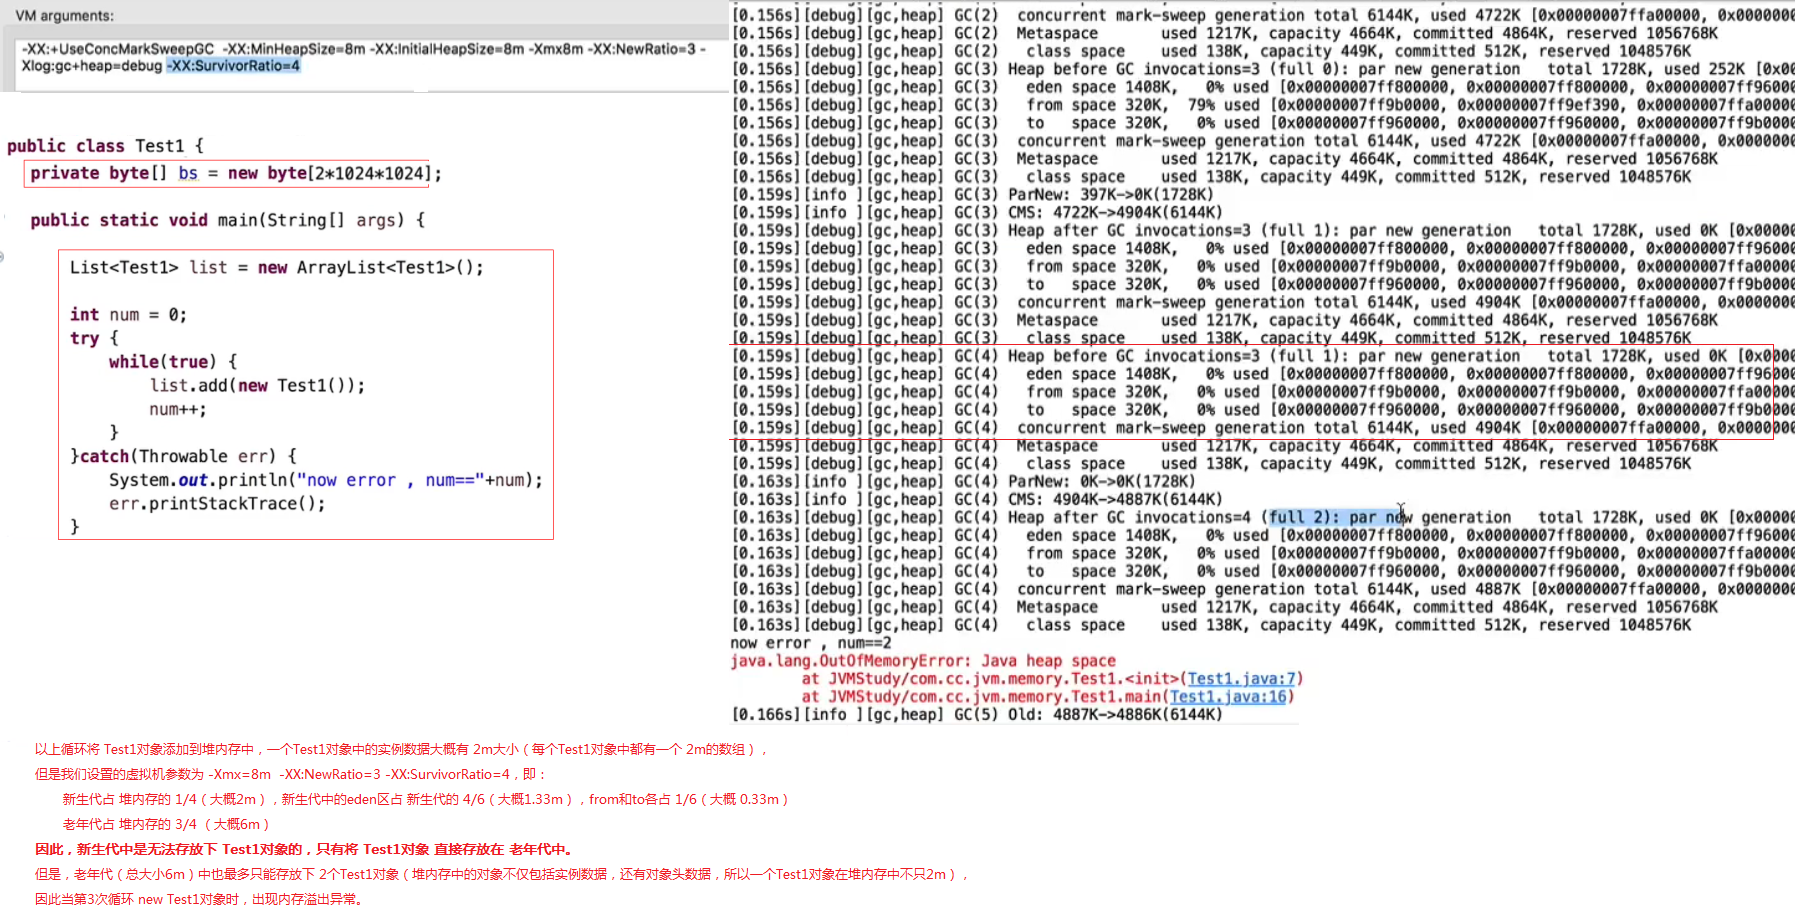 VM arguments:
-XX:+UseConcMarkSweepGC -XX:MinHeapSize=8m -XX:InitialHeapSize=8m -Xmx8m -XX:NewRatio=3 -
Xlog:gc+heap=debug -XX:SurvivorRatio=4
public class Test1 {
private byte[] bs = new byte[2*1024*1024];
public static void main(String[] args) {
List<Test1> list = new ArrayList<Test1>();
int num = 0;
try {
while(true) {
list.add(new Test1());
num++;
}
}catch(Throwable err) {
System.out.println("now error , num=="+num);
err.printStackTrace();
}
[0.156s][debug][gc,heap] GC(2) concurrent mark-sweep generation total 6144K, used 4722K [0x00000007ffa00000, 0x0000000
[0.156s][debug][gc,heap] GC(2) Metaspace used 1217K, capacity 4664K, committed 4864K, reserved 1056768K
[0.156s][debug][gc,heap] GC(2) class space used 138K, capacity 449K, committed 512K, reserved 1048576K
[0.156s][debug][gc,heap] GC(3) Heap before GC invocations=3 (full 0): par new generation total 1728K, used 252K [0x00
[0.156s][debug][gc,heap] GC(3) eden space 1408K, 0% used [0x00000007ff800000, 0x00000007ff800000, 0x00000007ff9600
[0.156s][debug][gc,heap] GC(3) from space 320K, 79% used [0x00000007ff9b0000, 0x00000007ff9ef390, 0x00000007ffa000
[0.156s][debug][gc,heap] GC(3) to space 320K, 0% used [0x00000007ff960000, 0x00000007ff960000, 0x00000007ff9b00
[0.156s][debug][gc,heap] GC(3) concurrent mark-sweep generation total 6144K, used 4722K [0x00000007ffa00000, 0x0000000
[0.156s][debug][gc,heap] GC(3) Metaspace used 1217K, capacity 4664K, committed 4864K, reserved 1056768K
[0.156s][debug][gc,heap] GC(3) class space used 138K, capacity 449K, committed 512K, reserved 1048576K
[0.159s][info ][gc,heap] GC(3) ParNew: 397K->0K(1728K)
[0.159s][info ][gc,heap] GC(3) CMS: 4722K->4904K(6144K)
[0.159s][debug][gc,heap] GC(3) Heap after GC invocations=3 (full 1): par new generation total 1728K, used 0K [0x0000
[0.159s][debug][gc,heap] GC(3) eden space 1408K, 0% used [0x00000007ff800000, 0x00000007ff800000, 0x00000007ff9600
[0.159s][debug][gc,heap] GC(3) from space 320K, 0% used [0x00000007ff9b0000, 0x00000007ff9b0000, 0x00000007ffa0000
[0.159s][debug][gc,heap] GC(3) to space 320K, 0% used [0x00000007ff960000, 0x00000007ff960000, 0x00000007ff9b000
[0.159s][debug][gc,heap] GC(3) concurrent mark-sweep generation total 6144K, used 4904K [0x00000007ffa00000, 0x0000000
[0.159s][debug][gc,heap] GC(3) Metaspace used 1217K, capacity 4664K, committed 4864K, reserved 1056768K
[0.159s][debug][gc,heap] GC(3) class space used 138K, capacity 449K, committed 512K, reserved 1048576K
[0.159s][debug][gc,heap] GC(4) Heap before GC invocations=3 (full 1): par new generation total 1728K, used 0K [0x0000
[0.159s][debug][gc,heap] GC(4) eden space 1408K, 0% used [0x00000007ff800000, 0x00000007ff800000, 0x00000007ff9600
[0.159s][debug][gc,heap] GC(4) from space 320K, 0% used [0x00000007ff9b0000, 0x00000007ff9b0000, 0x00000007ffa0000
[0.159s][debug][gc,heap] GC(4) to space 320K, 0% used [0x00000007ff960000, 0x00000007ff960000, 0x00000007ff9b000
[0.159s][debug][gc,heap] GC(4) concurrent mark-sweep generation total 6144K, used 4904K [0x00000007ffa00000, 0x0000000
[0.159s][debug][gc,heap] GC(4) Metaspace used 1217K, capacity 4664K, committed 4864K, reserved 1056768K
[0.159s][debug][gc,heap] GC(4) class space used 138K, capacity 449K, committed 512K, reserved 1048576K
[0.163s][info ][gc,heap] GC(4) ParNew: 0K->0K(1728K)
[0.163s][info ][gc,heap] GC(4) CMS: 4904K->4887K(6144K)
[0.163s][debug][gc,heap] GC(4) Heap after GC invocations=4 (full 2): par new generation total 1728K, used 0K [0x0000
[0.163s][debug][gc,heap] GC(4) eden space 1408K, 0% used [0x00000007ff800000, 0x00000007ff800000, 0x00000007ff9600
[0.163s][debug][gc,heap] GC(4) from space 320K, 0% used [0x00000007ff9b0000, 0x00000007ff9b0000, 0x00000007ffa0000
[0.163s][debug][gc,heap] GC(4) to space 320K, 0% used [0x00000007ff960000, 0x00000007ff960000, 0x00000007ff9b0000
[0.163s][debug][gc,heap] GC(4) concurrent mark-sweep generation total 6144K, used 4887K [0x00000007ffa00000, 0x0000000
[0.163s][debug][gc,heap] GC(4) Metaspace used 1217K, capacity 4664K, committed 4864K, reserved 1056768K
[0.163s][debug][gc,heap] GC(4) class space used 138K, capacity 449K, committed 512K, reserved 1048576K
now error , num==2
java.lang.OutOfMemoryError: Java heap space
at JVMStudy/com.cc.jvm.memory.Test1.<init>(Test1.java:7)
at JVMStudy/com.cc.jvm.memory.Test1.main(Test1.java:16)
[0.166s][info ][gc,heap] GC(5) Old: 4887K->4886K(6144K)
以上循环将 Test1对象添加到堆内存中，一个Test1对象中的实例数据大概有 2m大小（每个Test1对象中都有一个 2m的数组），
但是我们设置的虚拟机参数为 -Xmx=8m -XX:NewRatio=3 -XX:SurvivorRatio=4，即：
新生代占 堆内存的 1/4（大概2m），新生代中的eden区占 新生代的 4/6（大概1.33m），from和to各占 1/6（大概 0.33m）
老年代占 堆内存的 3/4 （大概6m）
因此，新生代中是无法存放下 Test1对象的，只有将 Test1对象 直接存放在 老年代中。
但是，老年代（总大小6m）中也最多只能存放下 2个Test1对象（堆内存中的对象不仅包括实例数据，还有对象头数据，所以一个Test1对象在堆内存中不只2m），
因此当第3次循环 new Test1对象时，出现内存溢出异常。